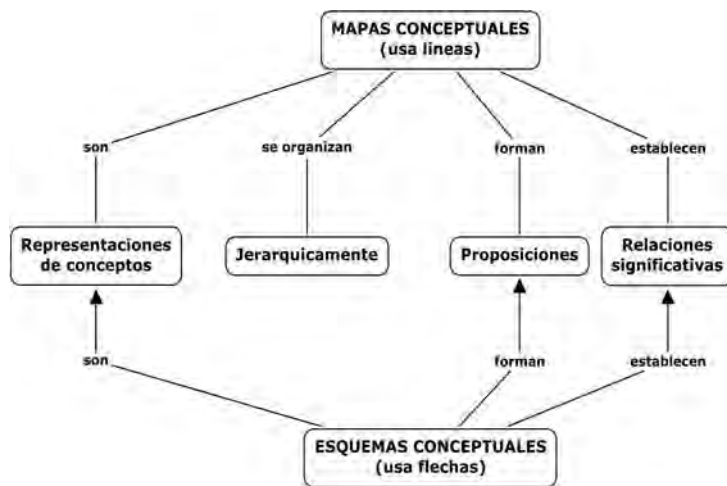 MAPAS CONCEPTUALES
(usa lineas)
son
se organizan
forman
establecen
Representaciones
de conceptos
Jerarquicamente
Proposiciones
Relaciones
significativas
son
forman
establecen
ESQUEMAS CONCEPTUALES
(usa flechas)